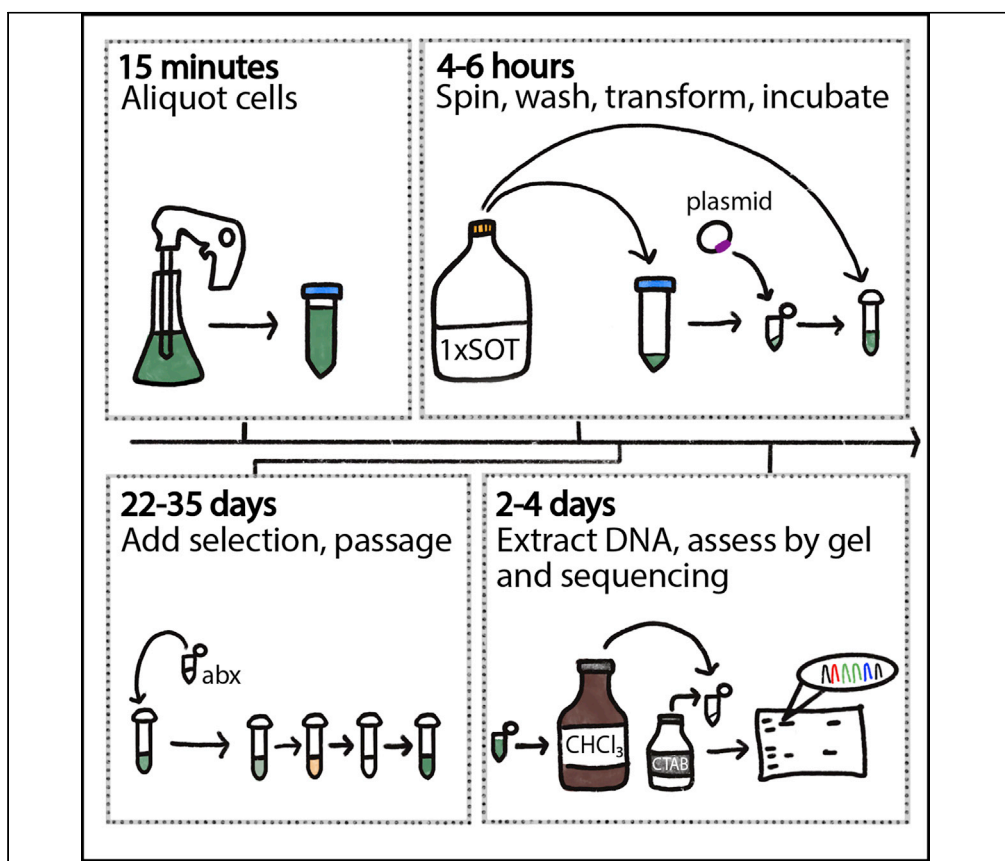 15 minutes
Aliquot cells
4-6 hours
Spin, wash, transform, incubate
plasmid
1xSOT
22-35 days
Add selection, passage
abx
2-4 days
Extract DNA, assess by gel
and sequencing
CHCl₃
CTAB